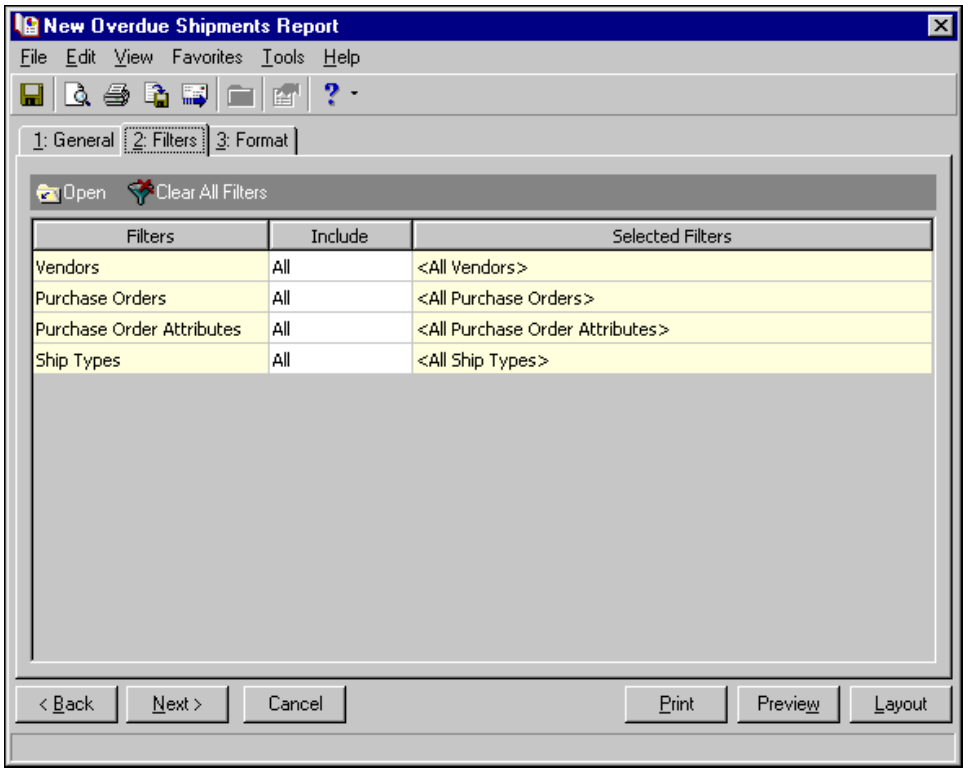 New Overdue Shipments Report
File Edit View Favorites Tools Help
?
1: General 2: Filters 3: Format
Open Clear All Filters
Filters Include Selected Filters
Vendors All <All Vendors>
Purchase Orders All <All Purchase Orders>
Purchase Order Attributes All <All Purchase Order Attributes>
Ship Types All <All Ship Types>
< Back Next > Cancel Print Preview Layout